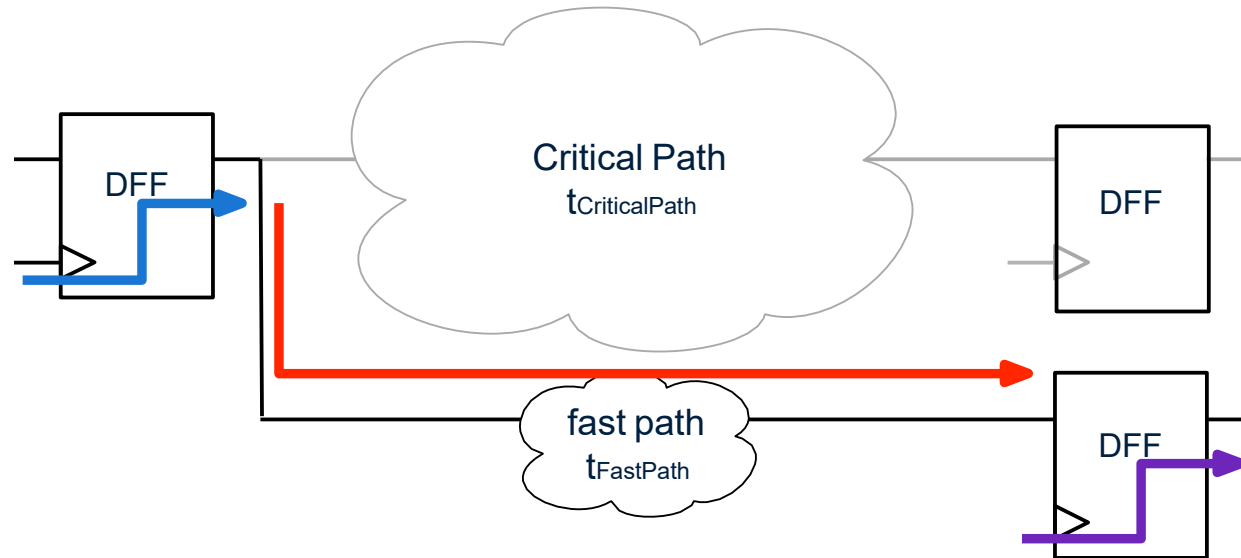 DFF
Critical Path
tCriticalPath
DFF
fast path
tFastPath
DFF